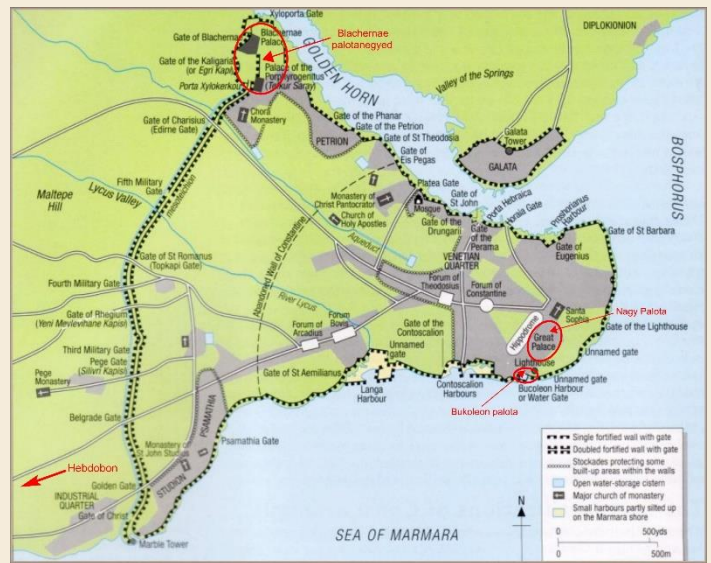 Xyloporta Gate
Gate of Blachernae
Blachernae
Palace
Blachernae
palotanegyed
DIPLOKIONION
Gate of the Kaligaria
(or Egri Kapi)
Palace of the
Porphyrogenitus
(Tekfur Saray)
Porta Xylokerkou
GOLDEN HORN
Valley of the Springs
Chora
Monastery
Gate of Charisius
(Edirne Gate)
Gate of the Phanar
Gate of the Petrion
Gate of St Theodosia
PETRION
Gate of
Eis Pegas
Galata
Tower
GALATA
BOSPHORUS
Fifth Military
Gate
Maltepe
Hill
Lycus Valley
mesoteichion
Platea Gate
Monastery of
Christ Pantocrator
Mosque
Gate of
St John
Porta Hebraica
Horaia Gate
Prosphorianus
Harbour
Church of
Holy Apostles
Gate of
the
Drungarii
Gate
of the
Perama
Gate of St Barbara
Gate of
Eugenius
Abandoned Wall of Constantine
Aqueduct
VENETIAN
QUARTER
Gate of St Romanus
(Topkapi Gate)
Fourth Military Gate
River Lycus
Forum of
Theodosius
Forum of
Constantine
Gate of Rhegium
(Yeni Mevlevihane Kapisi)
Forum of
Arcadius
Forum
Bovis
Gate of the
Contoscalion
Hippodrome
Santa
Sophia
Nagy Palota
Great
Palace
Gate of the Lighthouse
Third Military Gate
Pege Gate
(Silivri Kapisi)
Unnamed
gate
Lighthouse
Unnamed gate
Pege
Monastery
Gate of St Aemilianus
Langa
Harbour
Contoscalion
Harbours
Unnamed gate
Bucoleon Harbour
or Water Gate
Bukoleon palota
Belgrade Gate
PSAMATHIA
Psamathia Gate
Monastery of
St John Studius
STUDION
Hebdobon
Golden Gate
INDUSTRIAL
QUARTER
Gate of Christ
Marble Tower
SEA OF MARMARA
N
Single fortified wall with gate
Doubled fortified wall with gate
Stockades protecting some
built-up areas within the walls
Open water-storage cistern
Major church of monastery
Small harbours partly silted up
on the Marmara shore
0
500yds
0
500m